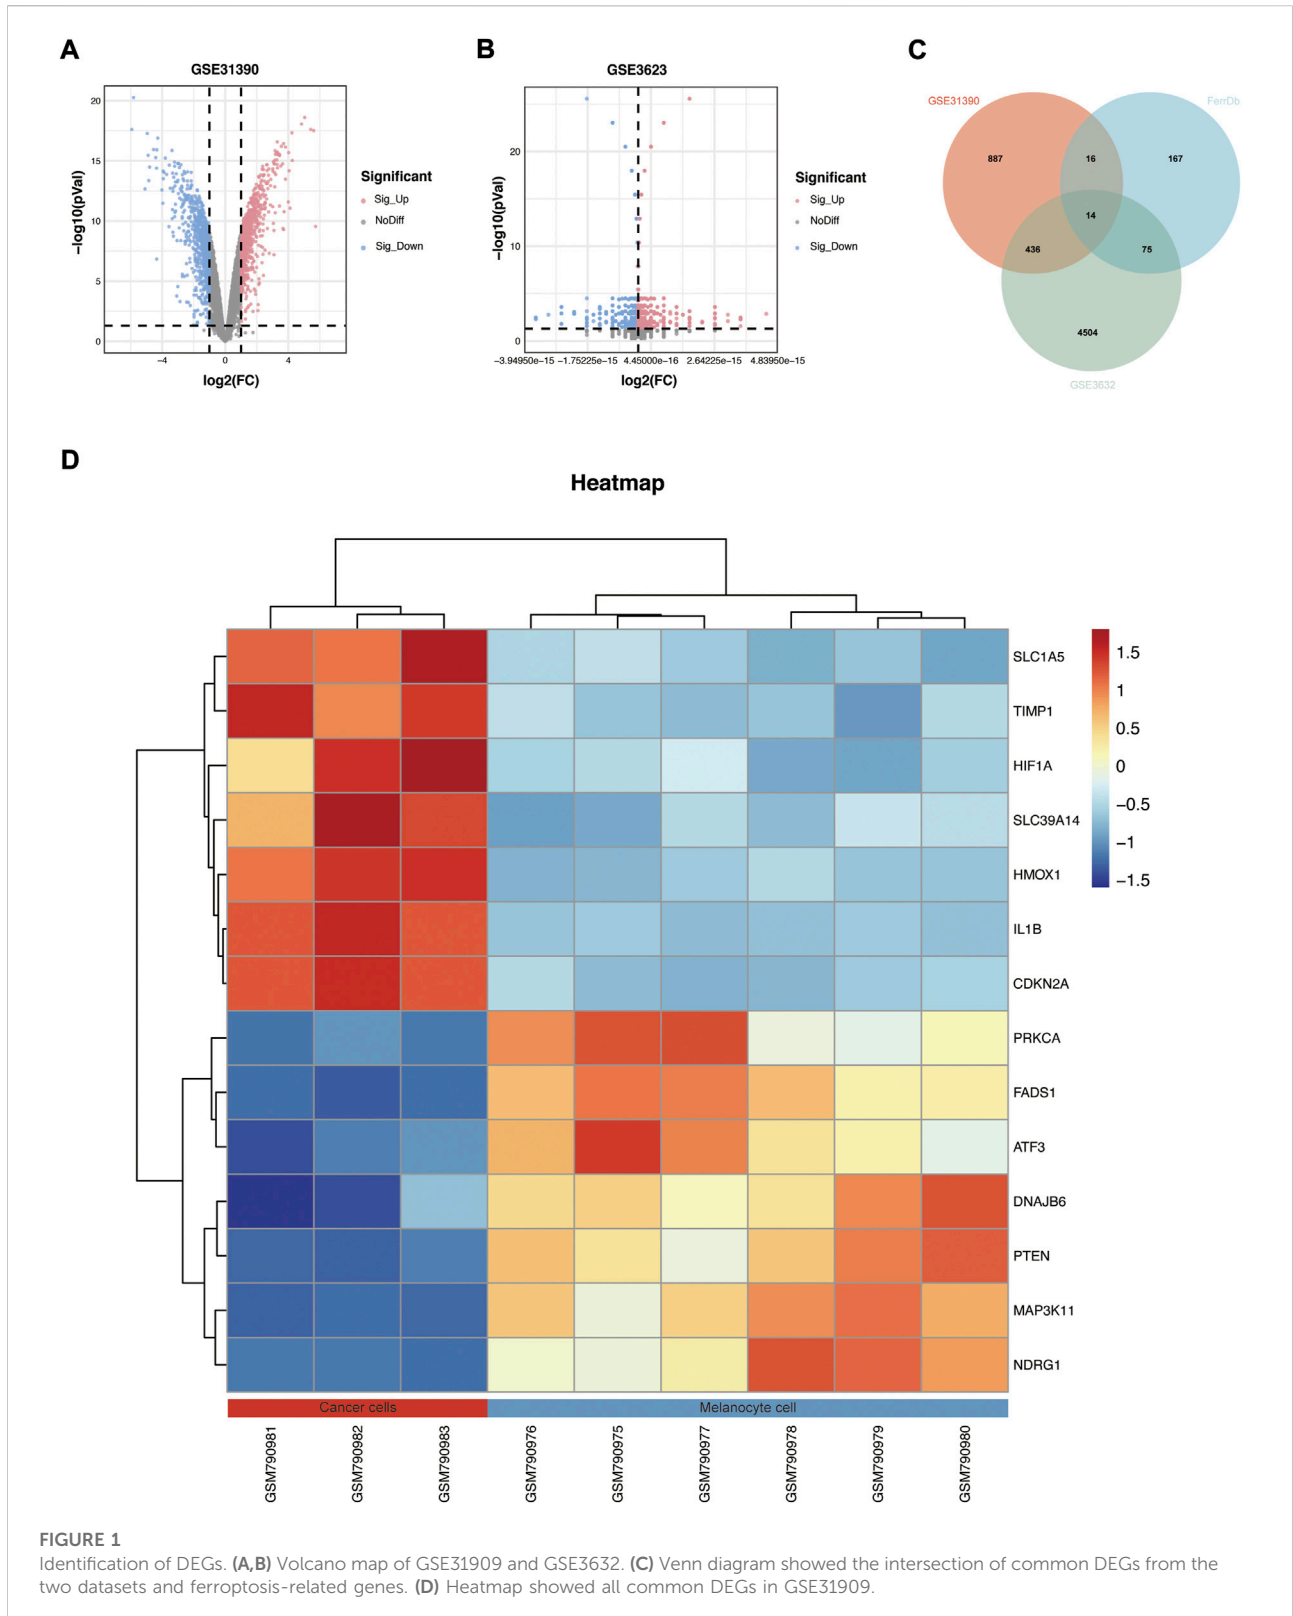 A
GSE31390
−log10(pVal)
20
15
10
5
0
−4
0
4
log2(FC)
Significant
Sig_Up
NoDiff
Sig_Down
B
GSE3623
−log10(pVal)
20
10
0
−3.94950e−15
−1.75225e−15
4.45000e−16
2.64225e−15
4.83950e−15
log2(FC)
Significant
Sig_Up
NoDiff
Sig_Down
C
GSE31390
FerrDb
887
16
167
14
436
75
4504
GSE3632
D
Heatmap
SLC1A5
TIMP1
HIF1A
SLC39A14
HMOX1
IL1B
CDKN2A
PRKCA
FADS1
ATF3
DNAJB6
PTEN
MAP3K11
NDRG1
1.5
1
0.5
0
−0.5
−1
−1.5
Cancer cells
Melanocyte cell
GSM790981
GSM790982
GSM790983
GSM790976
GSM790975
GSM790977
GSM790978
GSM790979
GSM790980
FIGURE 1
Identification of DEGs. (A,B) Volcano map of GSE31909 and GSE3632. (C) Venn diagram showed the intersection of common DEGs from the
two datasets and ferroptosis-related genes. (D) Heatmap showed all common DEGs in GSE31909.